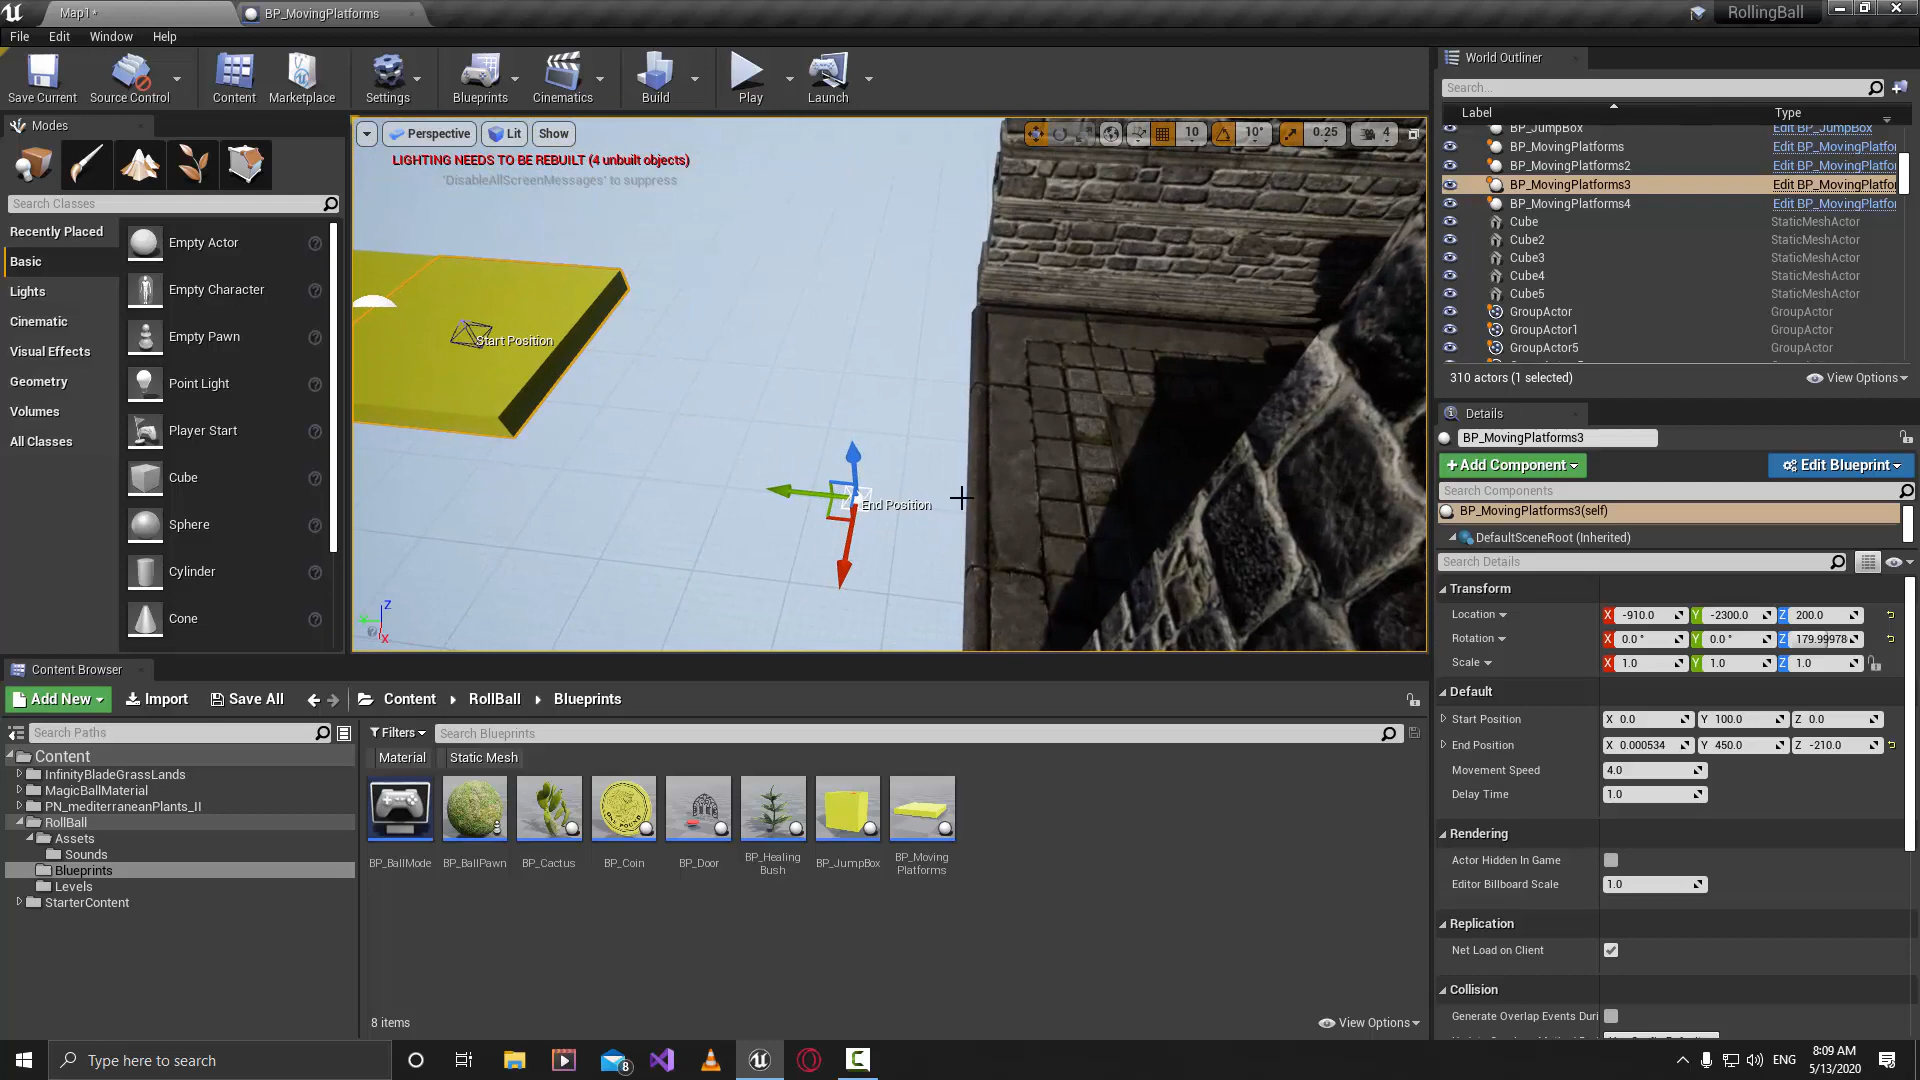 Map1*
BP_MovingPlatforms
RollingBall
File
Edit
Window
Help
Save Current
Source Control
Content
Marketplace
Settings
Blueprints
Cinematics
Build
Play
Launch
World Outliner
Search...
Label
Type
BP_JumpBox
Edit BP_JumpBox
BP_MovingPlatforms
Edit BP_MovingPlatfo
BP_MovingPlatforms2
Edit BP_MovingPlatfo
BP_MovingPlatforms3
Edit BP_MovingPlatfo
BP_MovingPlatforms4
Edit BP_MovingPlatfo
Cube
StaticMeshActor
Cube2
StaticMeshActor
Cube3
StaticMeshActor
Cube4
StaticMeshActor
Cube5
StaticMeshActor
GroupActor
GroupActor
GroupActor1
GroupActor
GroupActor5
GroupActor
310 actors (1 selected)
View Options
Modes
Search Classes
Recently Placed
Basic
Lights
Cinematic
Visual Effects
Geometry
Volumes
All Classes
Empty Actor
Empty Character
Empty Pawn
Point Light
Player Start
Cube
Sphere
Cylinder
Cone
Perspective
Lit
Show
10
10°
0.25
4
LIGHTING NEEDS TO BE REBUILT (4 unbuilt objects)
'DisableAllScreenMessages' to suppress
Start Position
End Position
Z
X
Details
BP_MovingPlatforms3
+Add Component
Edit Blueprint
Search Components
BP_MovingPlatforms3(self)
DefaultSceneRoot (Inherited)
Search Details
Transform
Location
X -910.0 Y -2300.0 Z 200.0
Rotation
X 0.0 ° Y 0.0 ° Z 179.99978
Scale
X 1.0 Y 1.0 Z 1.0
Default
Start Position
X 0.0 Y 100.0 Z 0.0
End Position
X 0.000534 Y 450.0 Z -210.0
Movement Speed
4.0
Delay Time
1.0
Rendering
Actor Hidden In Game
Editor Billboard Scale
1.0
Replication
Net Load on Client
Collision
Generate Overlap Events Duri
Content Browser
Add New
Import
Save All
Content
RollBall
Blueprints
Search Paths
Filters
Search Blueprints
Material
Static Mesh
Content
InfinityBladeGrassLands
MagicBallMaterial
PN_mediterraneanPlants_II
RollBall
Assets
Sounds
Blueprints
Levels
StarterContent
BP_BallMode
BP_BallPawn
BP_Cactus
BP_Coin
BP_Door
BP_Healing
Bush
BP_JumpBox
BP_Moving
Platforms
8 items
View Options
Type here to search
8
ENG
8:09 AM
5/13/2020